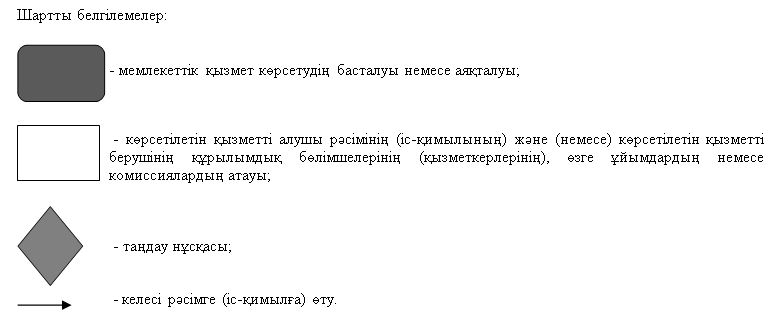 Шартты белгілемелер:
- мемлекеттік қызмет көрсетудің басталуы немесе аяқталуы;
- көрсетілетін қызметті алушы рәсімінің (іс-қимылының) және (немесе) көрсетілетін қызметті
берушінің құрылымдық бөлімшелерінің (қызметкерлерінің), өзге ұйымдардың немесе
комиссиялардың атауы;
- таңдау нұсқасы;
- келесі рәсімге (іс-қимылға) өту.